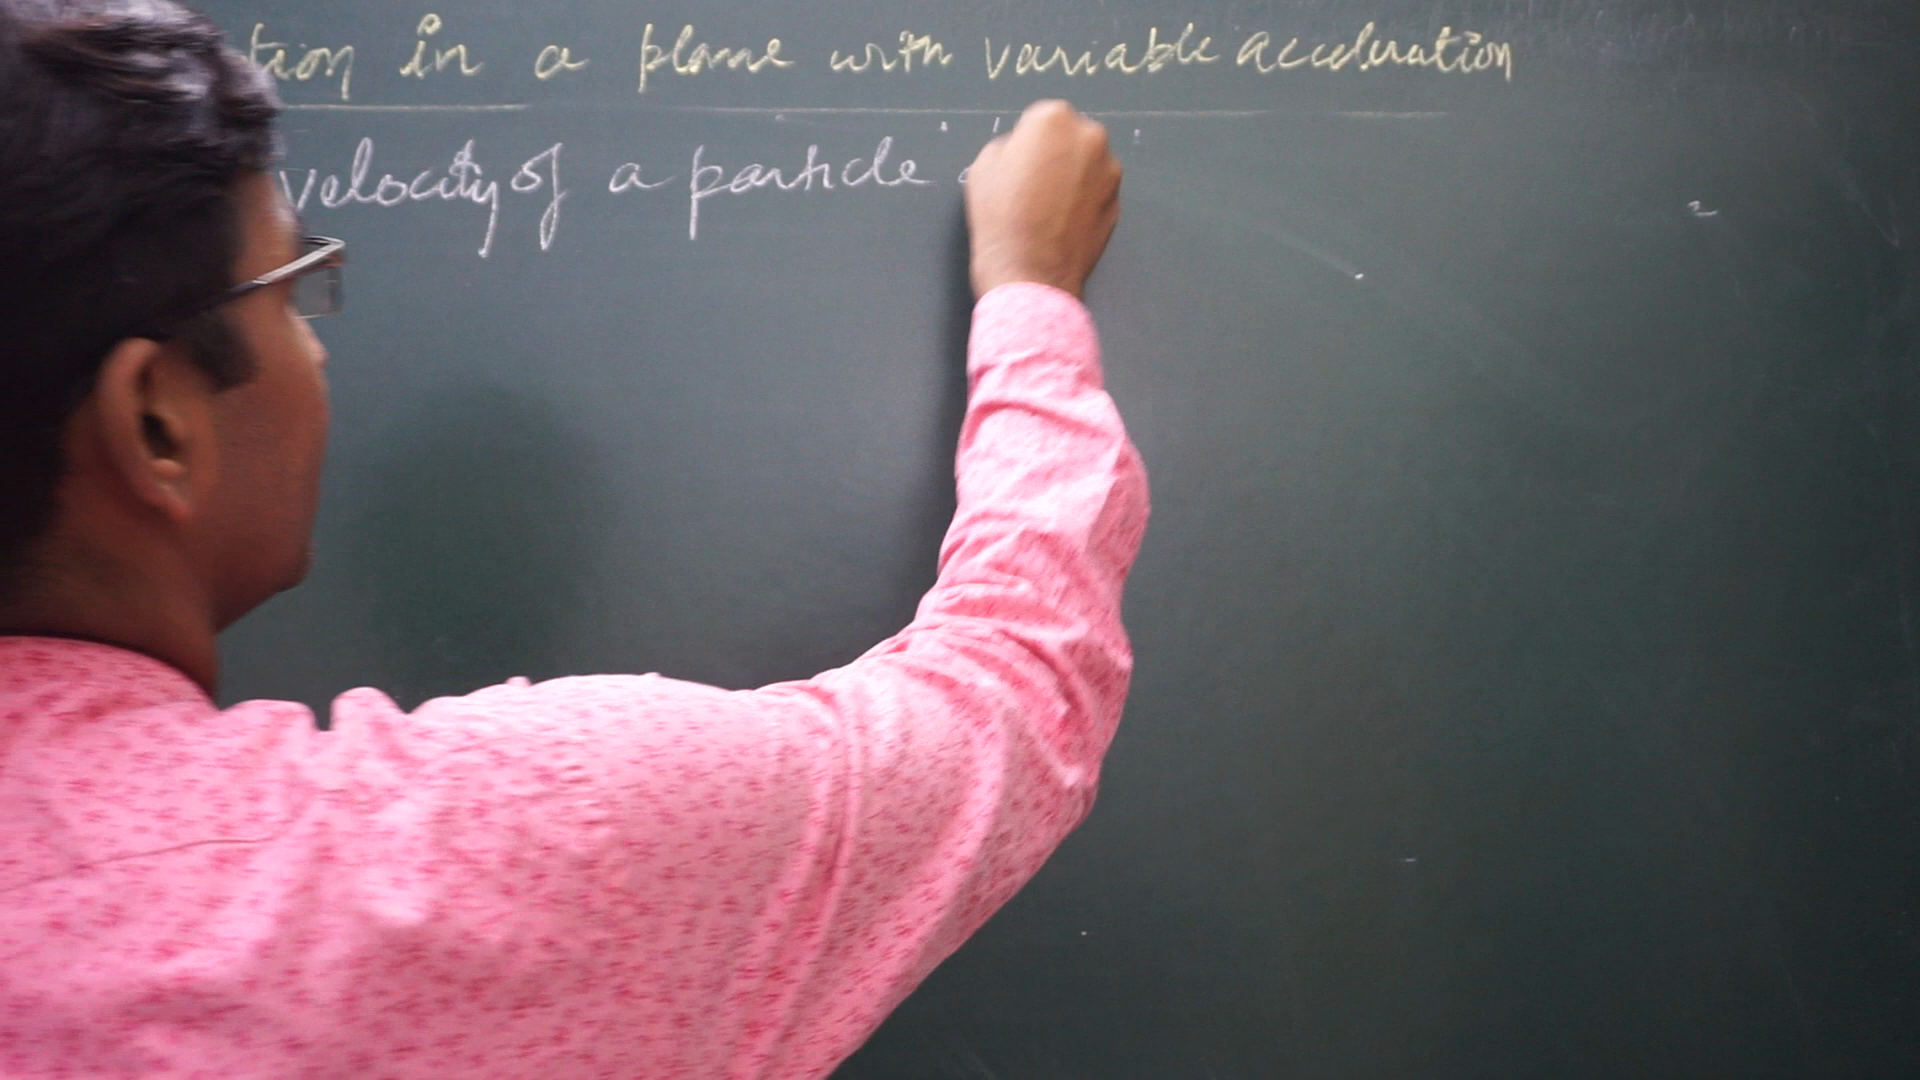 tion in a plane with variable acceleration
velocity of a particle